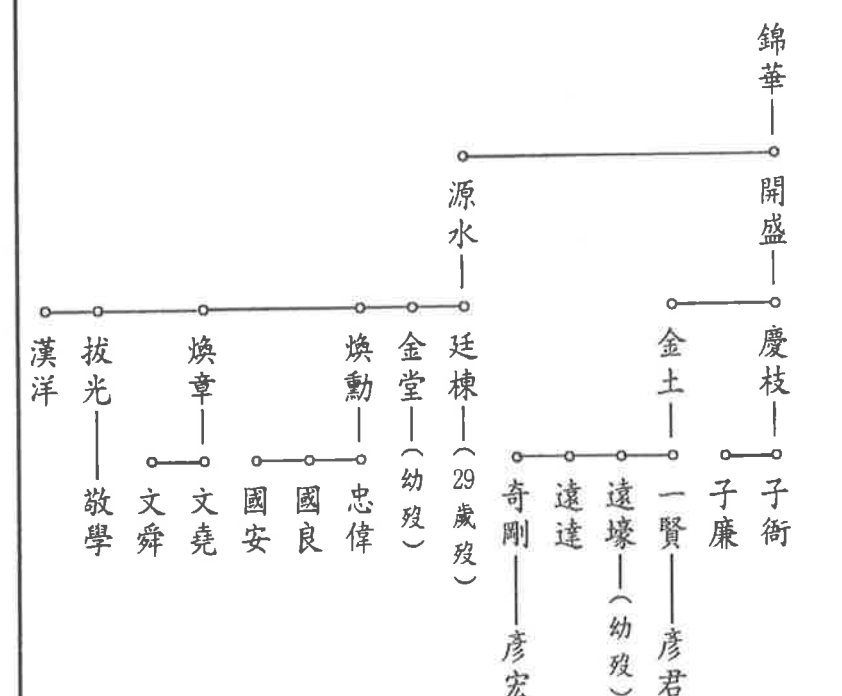 錦華
開盛
源水
慶枝
金土
廷棟
金堂
煥勳
煥章
拔光
漢洋
子衙
子廉
一賢
遠壕
遠達
奇剛
（29歲歿）
（幼歿）
忠偉
國良
國安
文堯
文舜
敬學
彥君
（幼歿）
彥宏